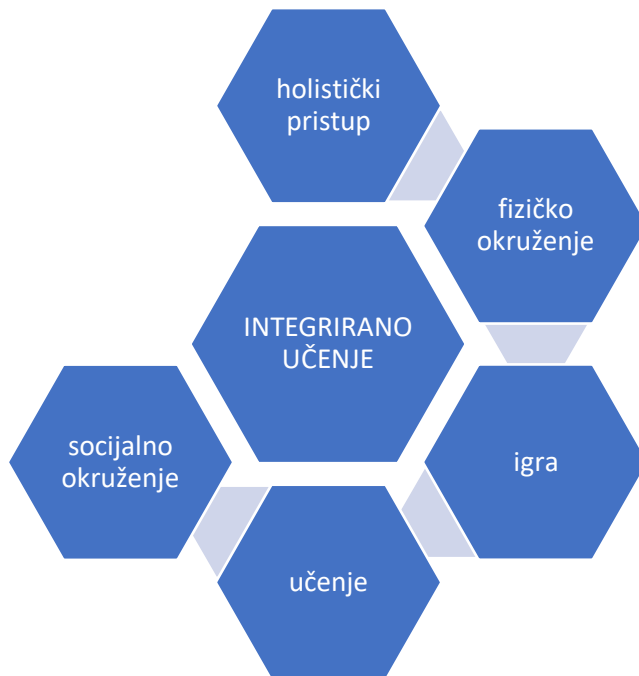 holistički
pristup
fizičko
okruženje
INTEGRIRANO
UČENJE
socijalno
okruženje
igra
učenje